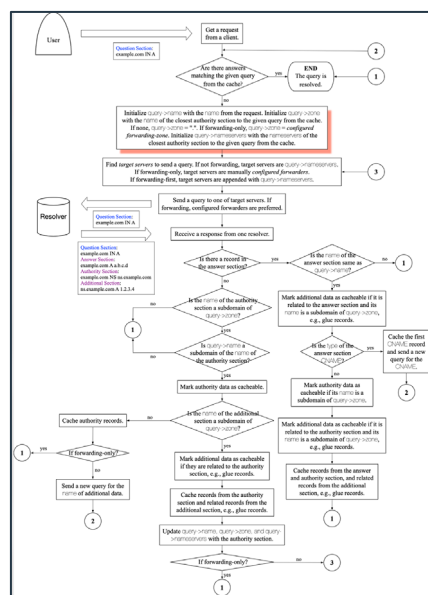 User
Question Section:
example.com IN A
Get a request
from a client.
2
Are there answers
matching the given query
from the cache?
yes
END
The query is
resolved.
1
no
Initialize query->name with the name from the request. Initialize query->zone
with the name of the closest authority section to the given query from the cache.
If none, query->zone = ".". If forwarding-only, query->zone = configured
forwarding-zone. Initialize query->nameservers with the nameservers of the
closest authority section to the given query from the cache.
Find target servers to send a query. If not forwarding, target servers are query->nameservers.
If forwarding-only, target servers are manually configured forwarders.
If forwarding-first, target servers are appended with query->nameservers.
3
Resolver
Question Section:
example.com IN A
Send a query to one of target servers. If
forwarding, configured forwarders are preferred.
Question Section:
example.com IN A
Answer Section:
example.com A a.b.c.d
Authority Section:
example.com NS ns.example.com
Additional Section:
ns.example.com A 1.2.3.4
Receive a response from one resolver.
Is there a record in
the answer section?
yes
Is the name of the
answer section same as
query->name?
no
1
no
yes
Is the name of the authority
section a subdomain of
query->zone?
no
1
yes
Is query->name a
subdomain of the name of
the authority section?
no
yes
Mark authority data as cacheable.
Mark additional data as cacheable if it is
related to the answer section and its
name is a subdomain of query->zone,
e.g., glue records.
Is the type of the
answer section
CNAME?
yes
Cache the first
CNAME record
and send a new
query for the
CNAME.
2
no
Mark authority data as
cacheable if its name is a
subdomain of query->zone.
Mark additional data as cacheable if it is
related to the authority section and its
name is a subdomain of query->zone,
e.g., glue records.
Cache records from the answer
and authority section, and related
records from the additional
section, e.g., glue records.
1
Is the name of the additional
section a subdomain of
query->zone?
no
Cache authority records.
If forwarding-only?
yes
1
no
Send a new query for the
name of additional data.
2
yes
Mark additional data as cacheable
if they are related to the authority
section, e.g., glue records.
Cache records from the authority
section and related records from the
additional section, e.g., glue records.
Update query->name, query->zone, and query-
>nameservers with the authority section.
If forwarding-only?
no
3
yes
1